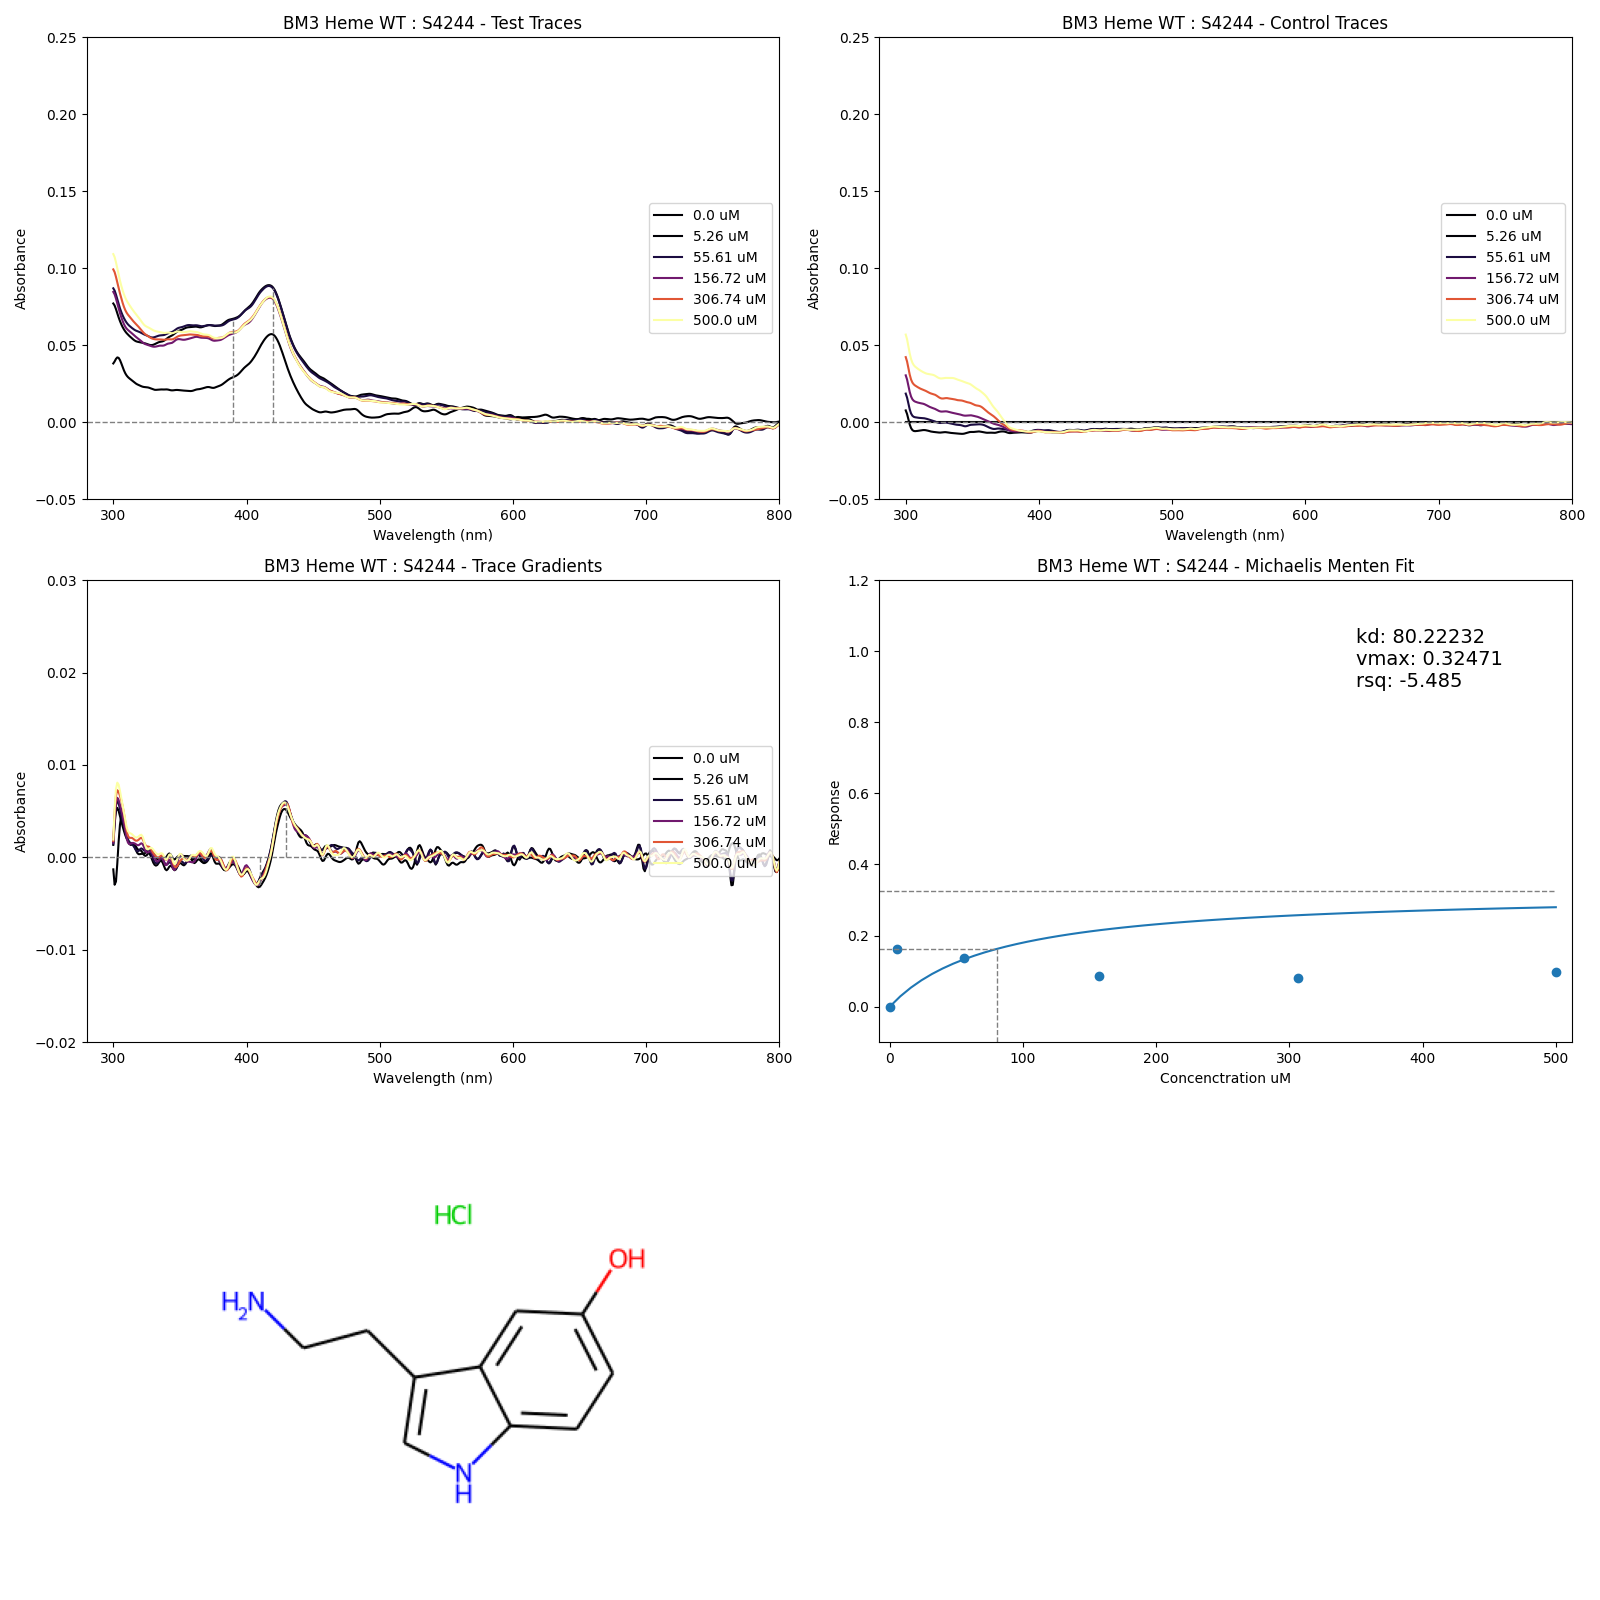 BM3 Heme WT : S4244 - Test Traces
0.25
0.20
0.15
0.10
0.05
0.00
−0.05
Absorbance
300 400 500 600 700 800
Wavelength (nm)
0.0 uM
5.26 uM
55.61 uM
156.72 uM
306.74 uM
500.0 uM
BM3 Heme WT : S4244 - Control Traces
0.25
0.20
0.15
0.10
0.05
0.00
−0.05
Absorbance
300 400 500 600 700 800
Wavelength (nm)
0.0 uM
5.26 uM
55.61 uM
156.72 uM
306.74 uM
500.0 uM
BM3 Heme WT : S4244 - Trace Gradients
0.03
0.02
0.01
0.00
−0.01
−0.02
Absorbance
300 400 500 600 700 800
Wavelength (nm)
0.0 uM
5.26 uM
55.61 uM
156.72 uM
306.74 uM
500.0 uM
BM3 Heme WT : S4244 - Michaelis Menten Fit
1.2
1.0
0.8
0.6
0.4
0.2
0.0
Response
kd: 80.22232
vmax: 0.32471
rsq: -5.485
0 100 200 300 400 500
Concenctration uM
HCl
OH
H2N
N
H